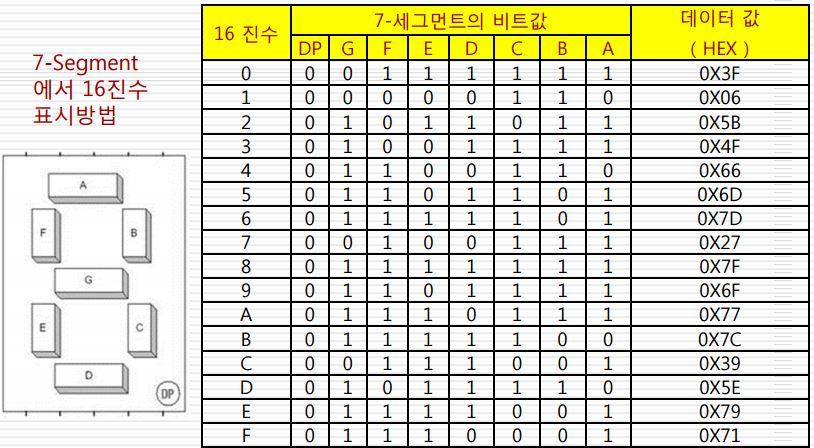 7-Segment
에서 16진수
표시방법
A
F
B
G
E
C
D
DP
16 진수 7-세그먼트의 비트값 데이터 값
( HEX )
DP G F E D C B A
0 0 0 1 1 1 1 1 1 0X3F
1 0 0 0 0 0 1 1 0 0X06
2 0 1 0 1 1 0 1 1 0X5B
3 0 1 0 0 1 1 1 1 0X4F
4 0 1 1 0 0 1 1 0 0X66
5 0 1 1 0 1 1 0 1 0X6D
6 0 1 1 1 1 1 0 1 0X7D
7 0 0 1 0 0 1 1 1 0X27
8 0 1 1 1 1 1 1 1 0X7F
9 0 1 1 0 1 1 1 1 0X6F
A 0 1 1 1 0 1 1 1 0X77
B 0 1 1 1 1 1 0 0 0X7C
C 0 0 1 1 1 0 0 1 0X39
D 0 1 0 1 1 1 1 0 0X5E
E 0 1 1 1 1 0 0 1 0X79
F 0 1 1 1 0 0 0 1 0X71